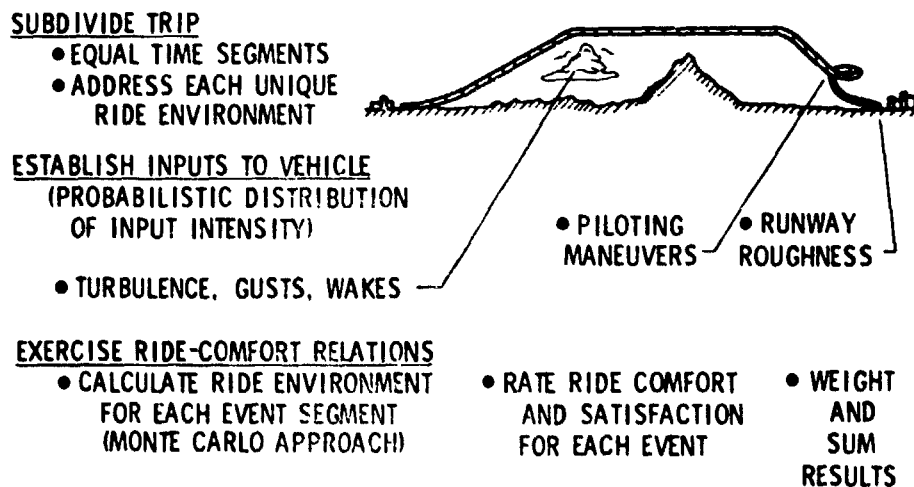 SUBDIVIDE TRIP
• EQUAL TIME SEGMENTS
• ADDRESS EACH UNIQUE
RIDE ENVIRONMENT
ESTABLISH INPUTS TO VEHICLE
(PROBABILISTIC DISTRIBUTION
OF INPUT INTENSITY)
• TURBULENCE, GUSTS, WAKES
• PILOTING
MANEUVERS
• RUNWAY
ROUGHNESS
EXERCISE RIDE-COMFORT RELATIONS
• CALCULATE RIDE ENVIRONMENT
FOR EACH EVENT SEGMENT
(MONTE CARLO APPROACH)
• RATE RIDE COMFORT
AND SATISFACTION
FOR EACH EVENT
• WEIGHT
AND
SUM
RESULTS